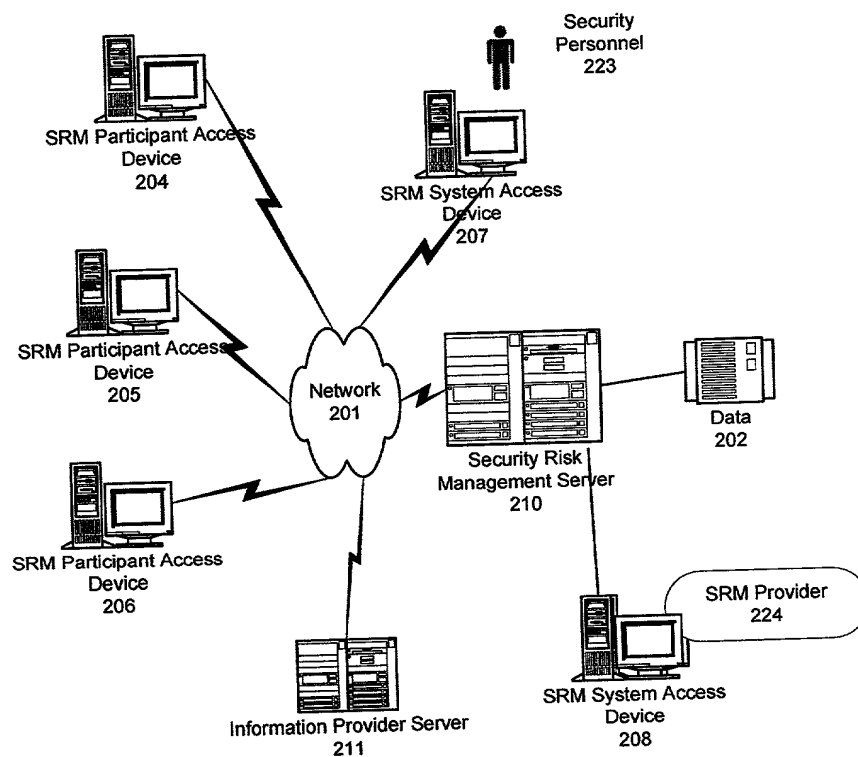 Security
Personnel
223
SRM Participant Access
Device
204
SRM System Access
Device
207
SRM Participant Access
Device
205
Network
201
Data
202
Security Risk
Management Server
210
SRM Participant Access
Device
206
SRM Provider
224
SRM System Access
Device
208
Information Provider Server
211